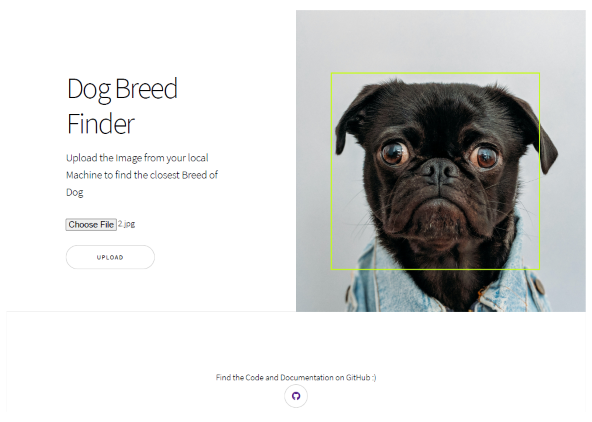 Dog Breed
Finder
Upload the Image from your local
Machine to find the closest Breed of
Dog
Choose File 2.jpg
UPLOAD
Find the Code and Documentation on GitHub :)